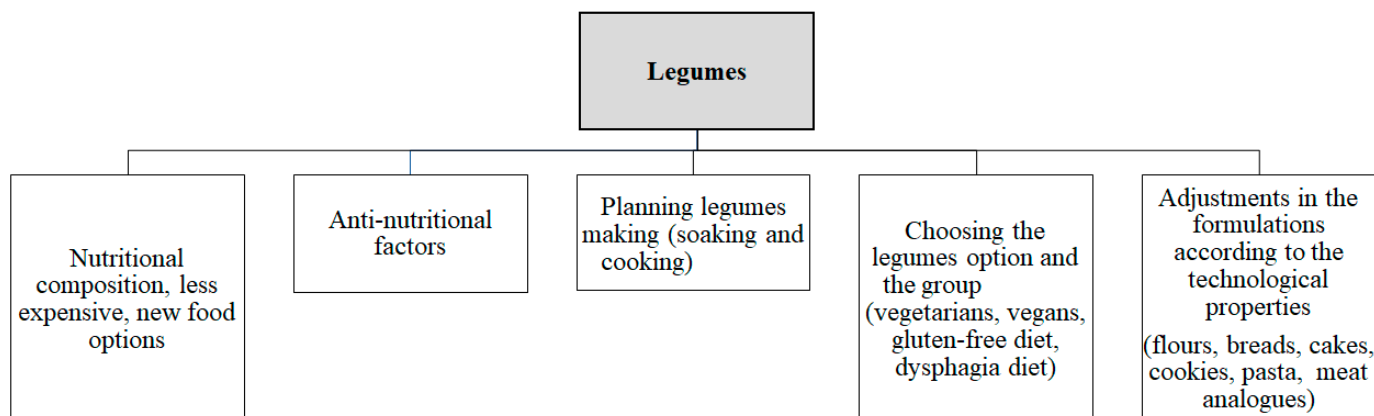 Legumes
Nutritional
composition, less
expensive, new food
options
Anti-nutritional
factors
Planning legumes
making (soaking and
cooking)
Choosing the
legumes option and
the group
(vegetarians, vegans,
gluten-free diet,
dysphagia diet)
Adjustments in the
formulations
according to the
technological
properties
(flours, breads, cakes,
cookies, pasta, meat
analogues)